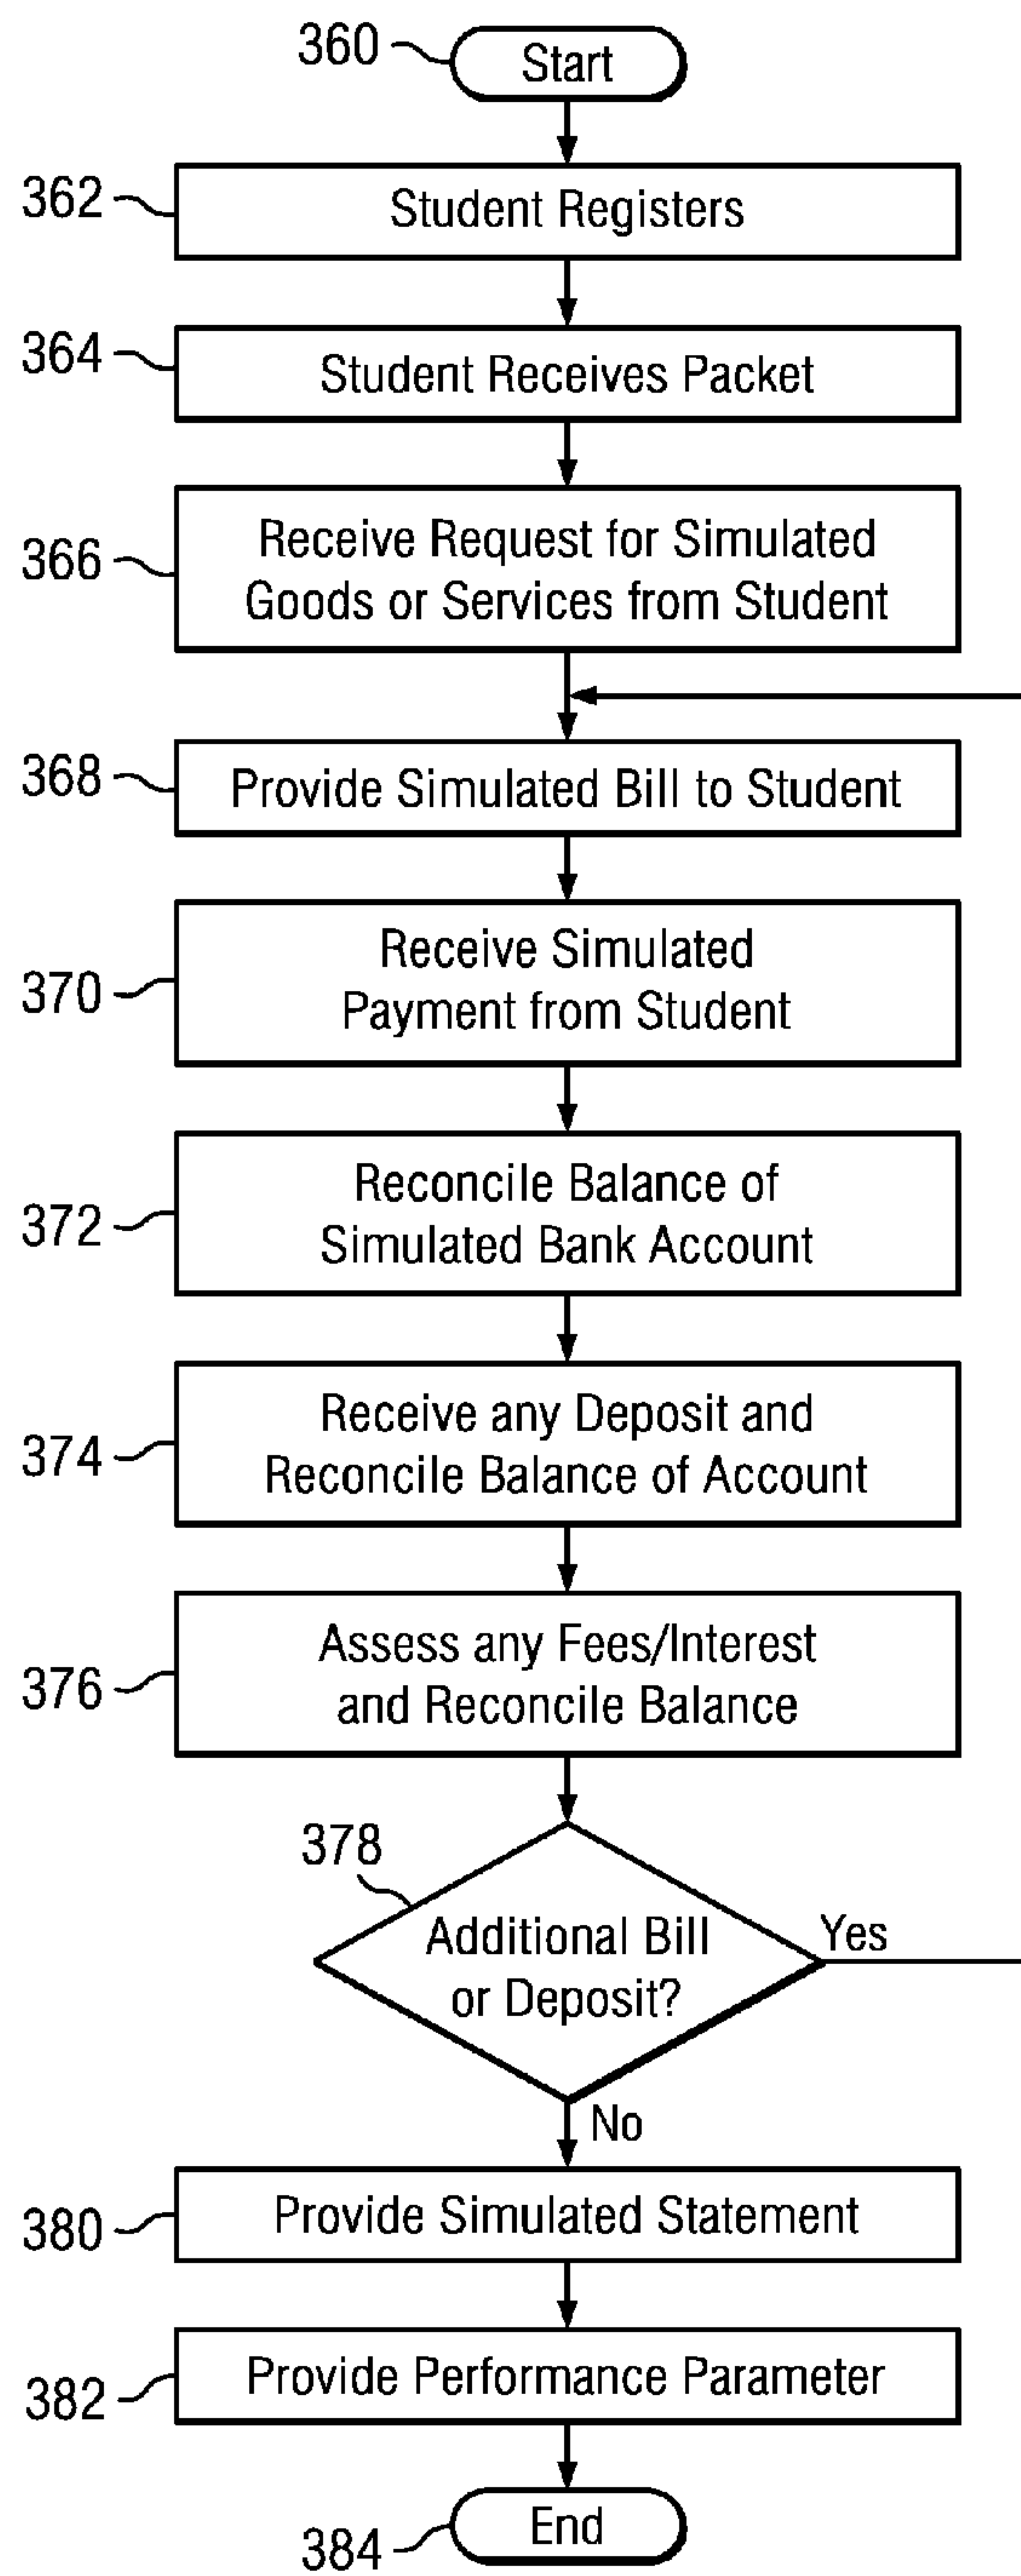 360
Start
362
Student Registers
364
Student Receives Packet
366
Receive Request for Simulated
Goods or Services from Student
368
Provide Simulated Bill to Student
370
Receive Simulated
Payment from Student
372
Reconcile Balance of
Simulated Bank Account
374
Receive any Deposit and
Reconcile Balance of Account
376
Assess any Fees/Interest
and Reconcile Balance
378
Additional Bill
or Deposit?
Yes
No
380
Provide Simulated Statement
382
Provide Performance Parameter
384
End